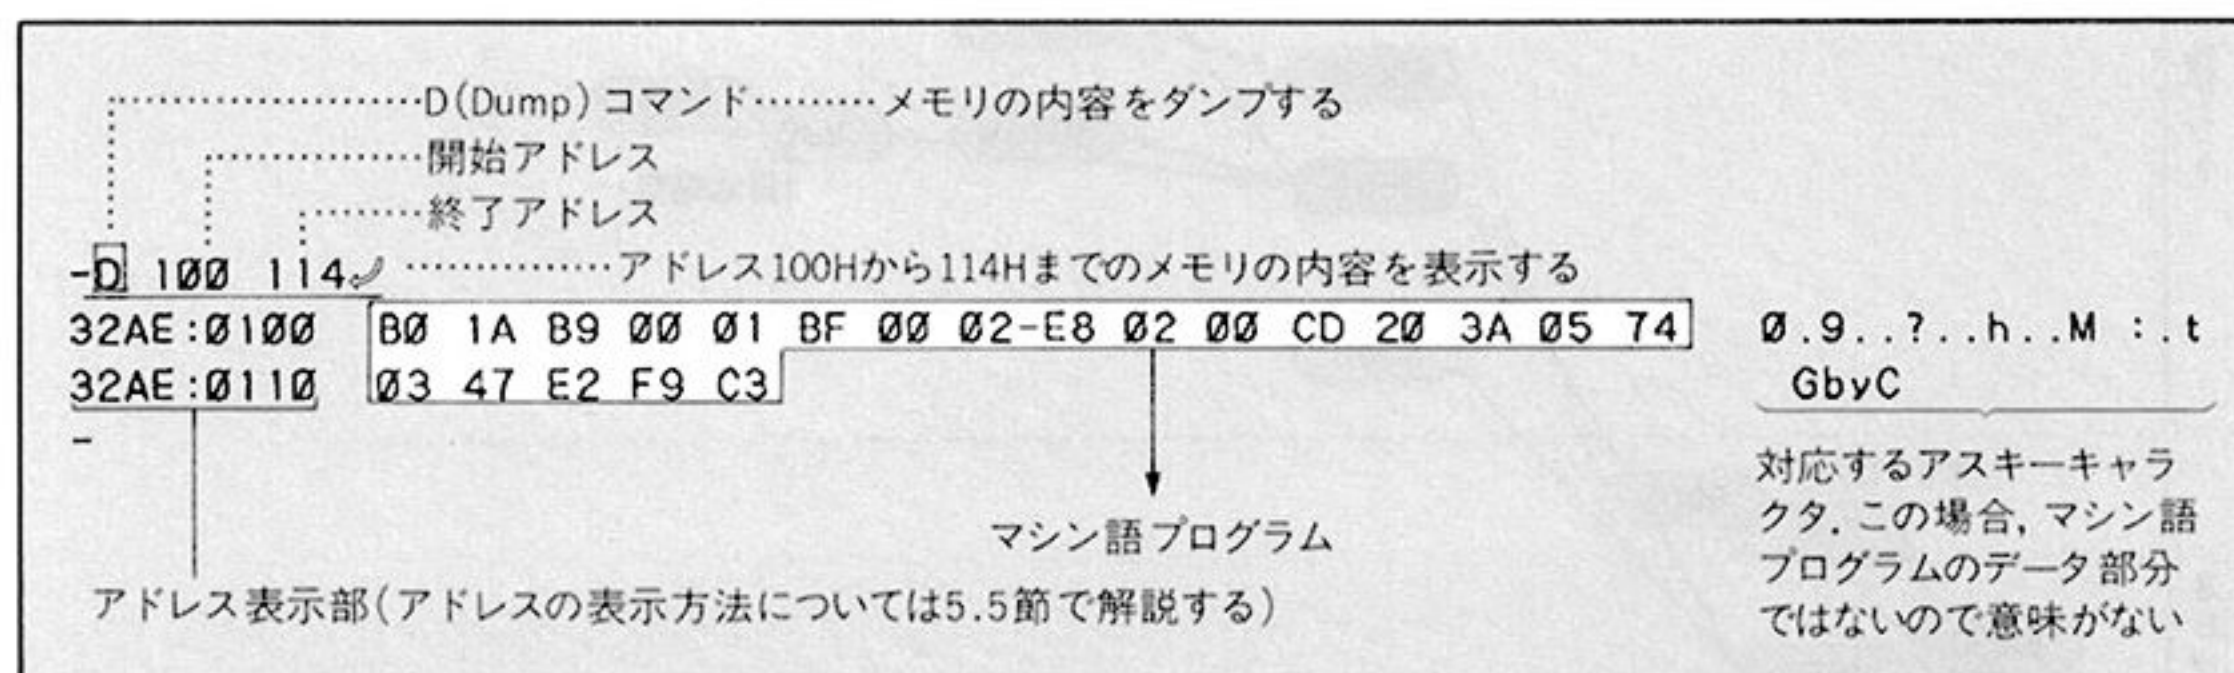 D(Dump)コマンド………メモリの内容をダンプする
開始アドレス
終了アドレス
-D 100 114⏎ ……………アドレス100Hから114Hまでのメモリの内容を表示する
32AE:0100 B0 1A B9 00 01 BF 00 02-E8 02 00 CD 20 3A 05 74 0.9..?..h..M :.t
32AE:0110 03 47 E2 F9 C3 .GbyC
-
マシン語プログラム
アドレス表示部(アドレスの表示方法については5.5節で解説する)
対応するアスキーキャラ
クタ.この場合,マシン語
プログラムのデータ部分
ではないので意味がない